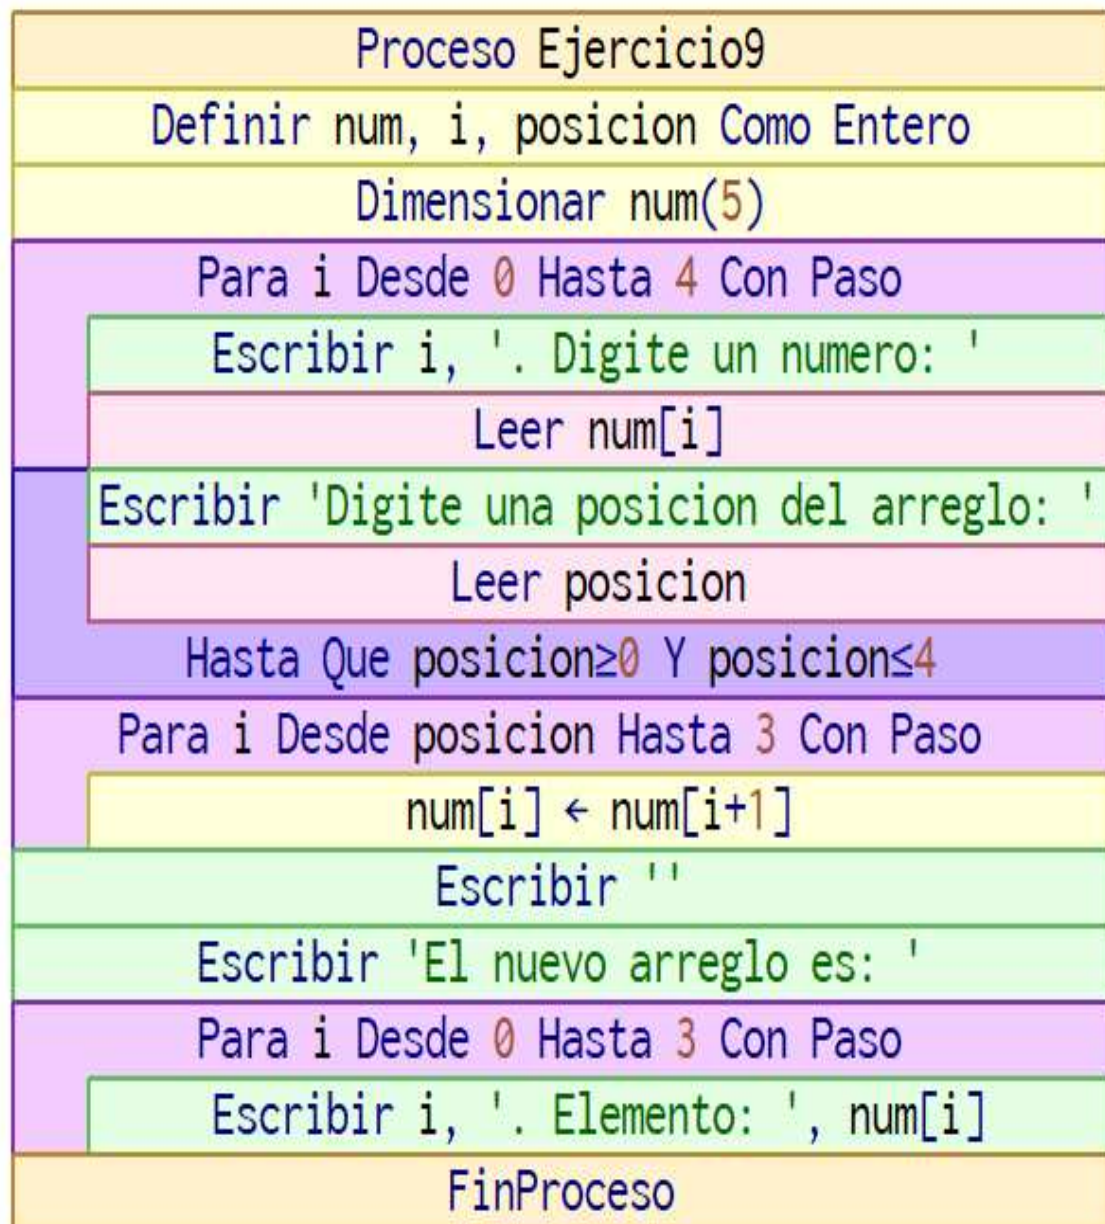 Proceso Ejercicio9
Definir num, i, posicion Como Entero
Dimensionar num(5)
Para i Desde 0 Hasta 4 Con Paso
Escribir i, '. Digite un numero: '
Leer num[i]
Escribir 'Digite una posicion del arreglo: '
Leer posicion
Hasta Que posicion≥0 Y posicion≤4
Para i Desde posicion Hasta 3 Con Paso
num[i] ← num[i+1]
Escribir ''
Escribir 'El nuevo arreglo es: '
Para i Desde 0 Hasta 3 Con Paso
Escribir i, '. Elemento: ', num[i]
FinProceso